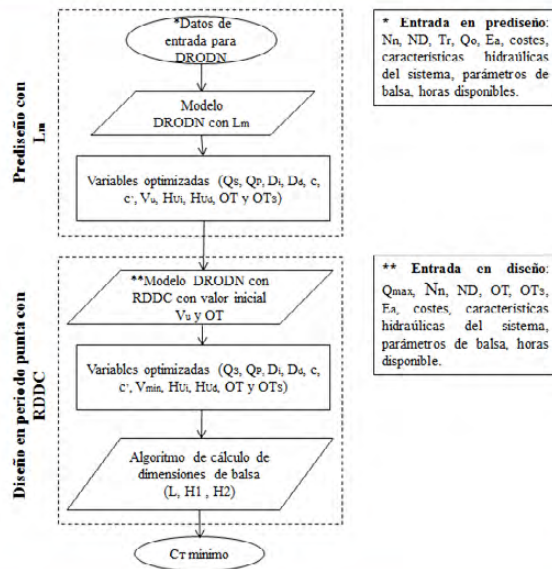 *Datos de
entrada para
DRODN
* Entrada en prediseño:
Nn, ND, Tr, Qo, Ea, costes,
características hidráulicas
del sistema, parámetros de
balsa, horas disponibles.
Prediseño con
Lm
Modelo
DRODN con Lm
Variables optimizadas (QS, QP, Di, Dd, c,
c', Vu, HUi, HUd, OT y OTS)
Diseño en periodo punta con
RDDC
**Modelo DRODN con
RDDC con valor inicial
Vu y OT
** Entrada en diseño:
Qmax, Nn, ND, OT, OTS,
Ea, costes, características
hidráulicas del sistema,
parámetros de balsa, horas
disponible.
Variables optimizadas (QS, QP, Di, Dd, c,
c', Vmin, HUi, HUd, OT y OTS)
Algoritmo de cálculo de
dimensiones de balsa
(L, H1 , H2)
CT mínimo